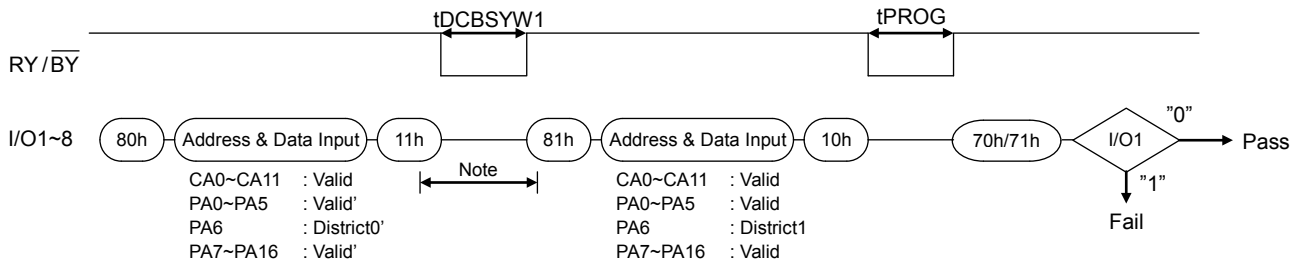 tDCBSYW1
tPROG
RY/BY
I/O1~8
80h
Address & Data Input
11h
81h
Address & Data Input
10h
70h/71h
I/O1
”0”
Pass
Note
”1”
Fail
CA0~CA11 : Valid
PA0~PA5 : Valid’
PA6 : District0’
PA7~PA16 : Valid’
CA0~CA11 : Valid
PA0~PA5 : Valid
PA6 : District1
PA7~PA16 : Valid